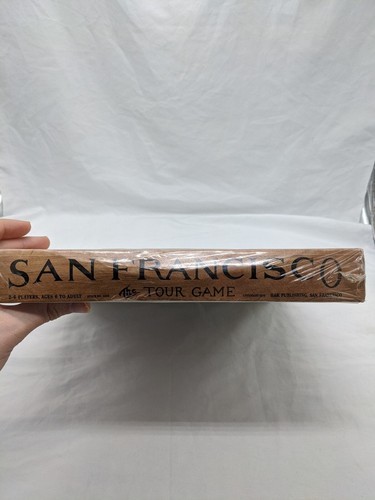 SAN FRANCISCO
2-6 PLAYERS, AGES 8 TO ADULT the TOUR GAME